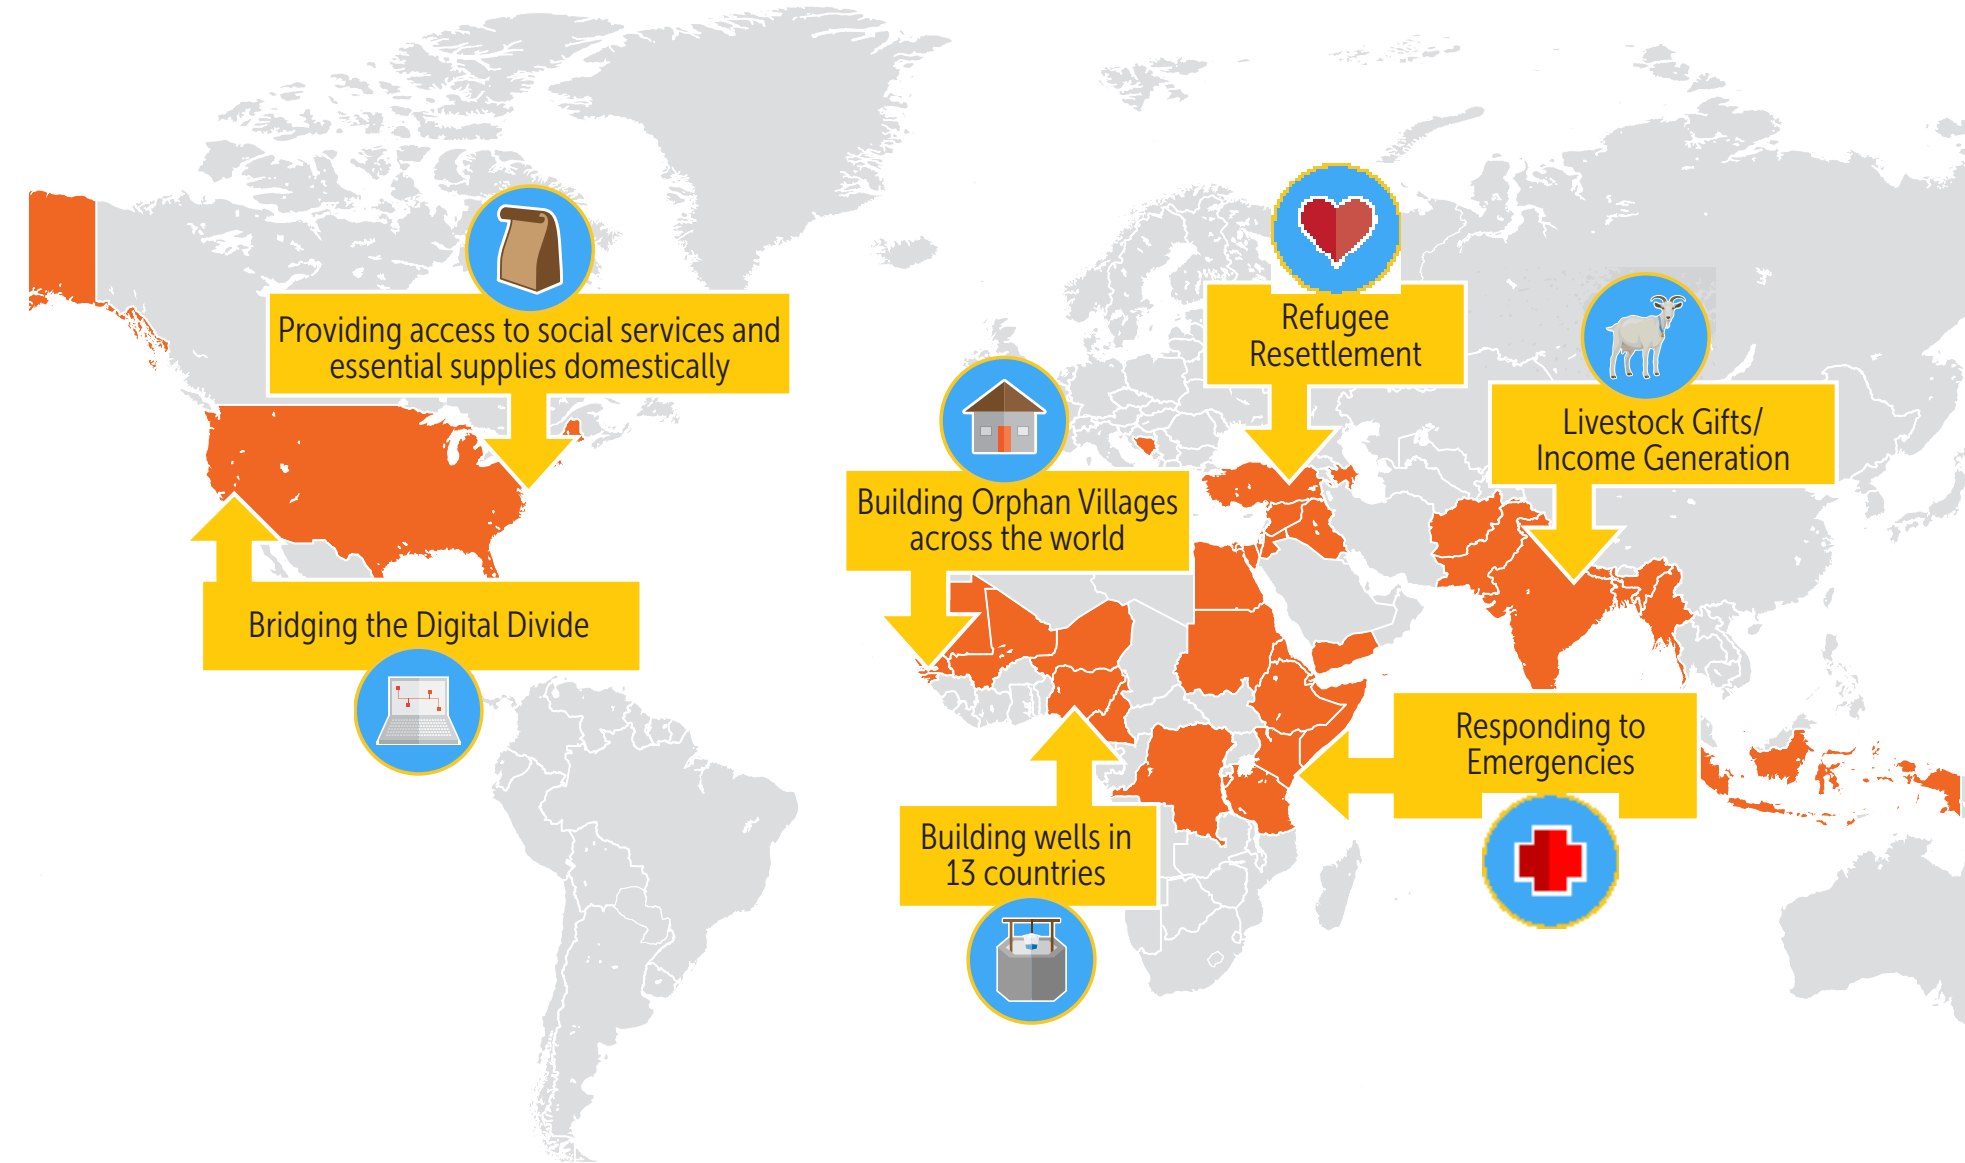 Providing access to social services and
essential supplies domestically
Refugee
Resettlement
Livestock Gifts/
Income Generation
Building Orphan Villages
across the world
Bridging the Digital Divide
Responding to
Emergencies
Building wells in
13 countries